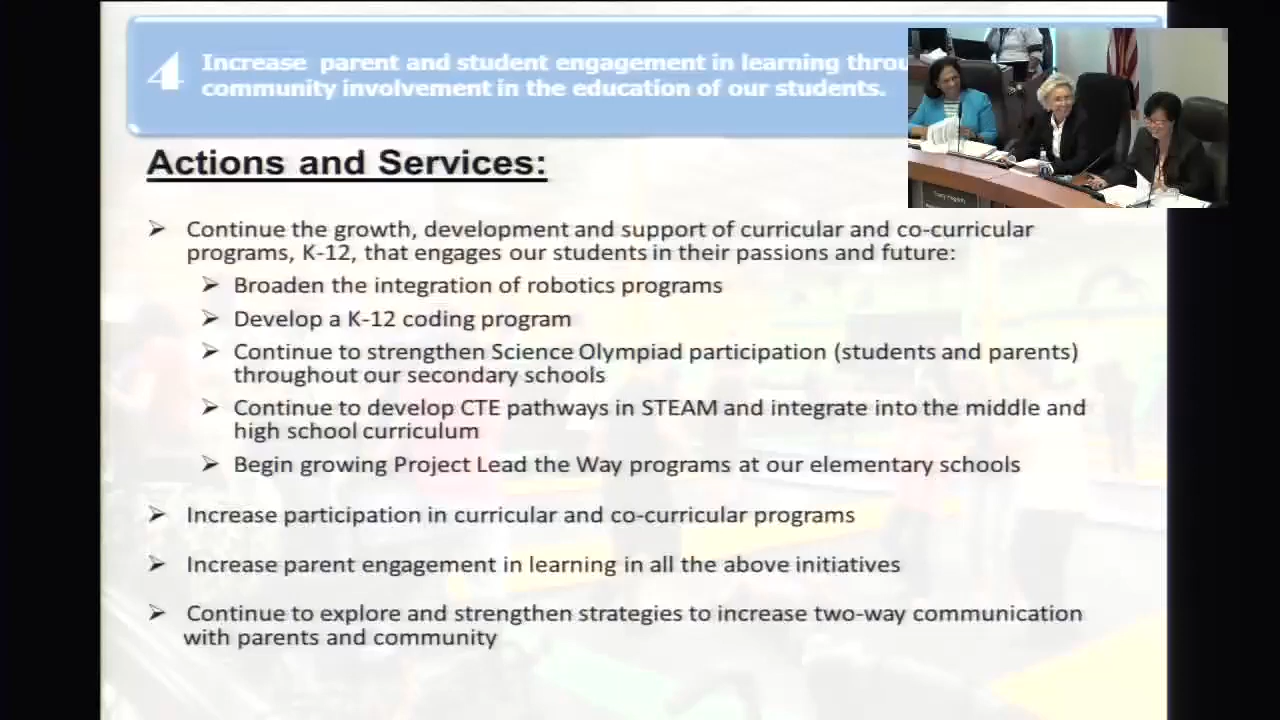 4
Increase parent and student engagement in learning
community involvement in the education of our students.
Actions and Services:
➢ Continue the growth, development and support of curricular and co-curricular
programs, K-12, that engages our students in their passions and future:
➢ Broaden the integration of robotics programs
➢ Develop a K-12 coding program
➢ Continue to strengthen Science Olympiad participation (students and parents)
throughout our secondary schools
➢ Continue to develop CTE pathways in STEAM and integrate into the middle and
high school curriculum
➢ Begin growing Project Lead the Way programs at our elementary schools
➢ Increase participation in curricular and co-curricular programs
➢ Increase parent engagement in learning in all the above initiatives
➢ Continue to explore and strengthen strategies to increase two-way communication
with parents and community